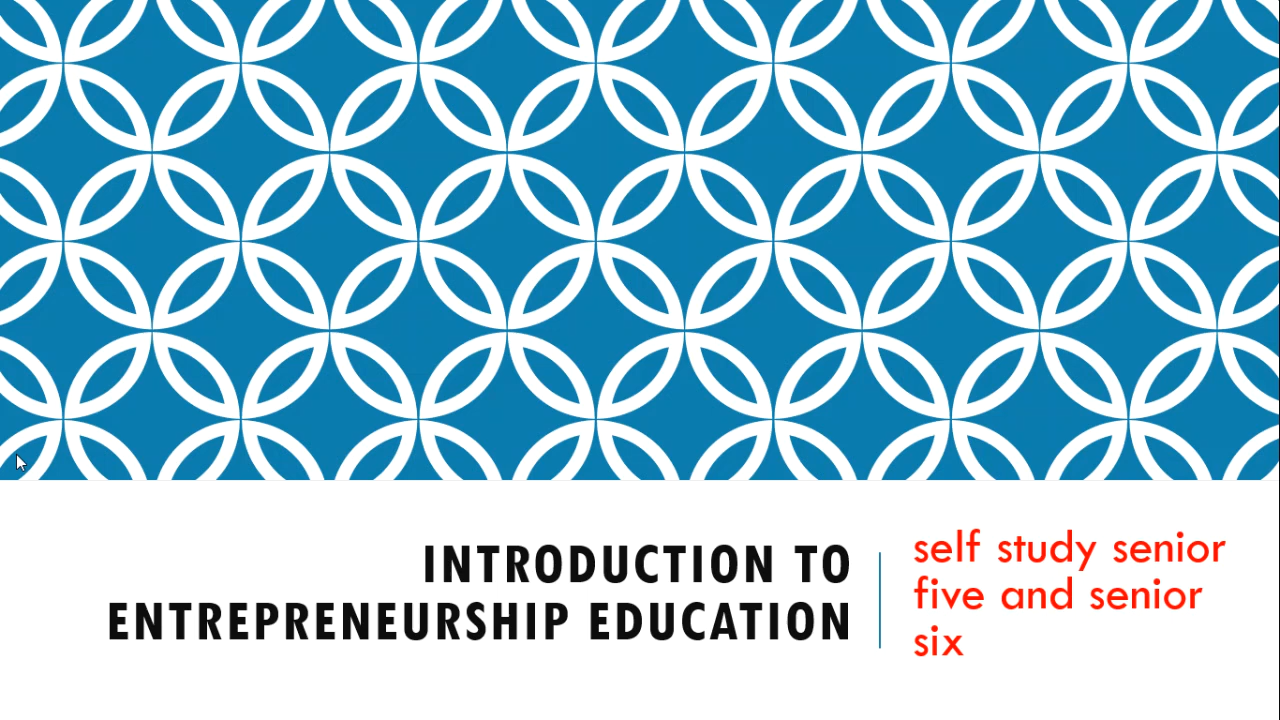 INTRODUCTION TO
ENTREPRENEURSHIP EDUCATION
self study senior
five and senior
six